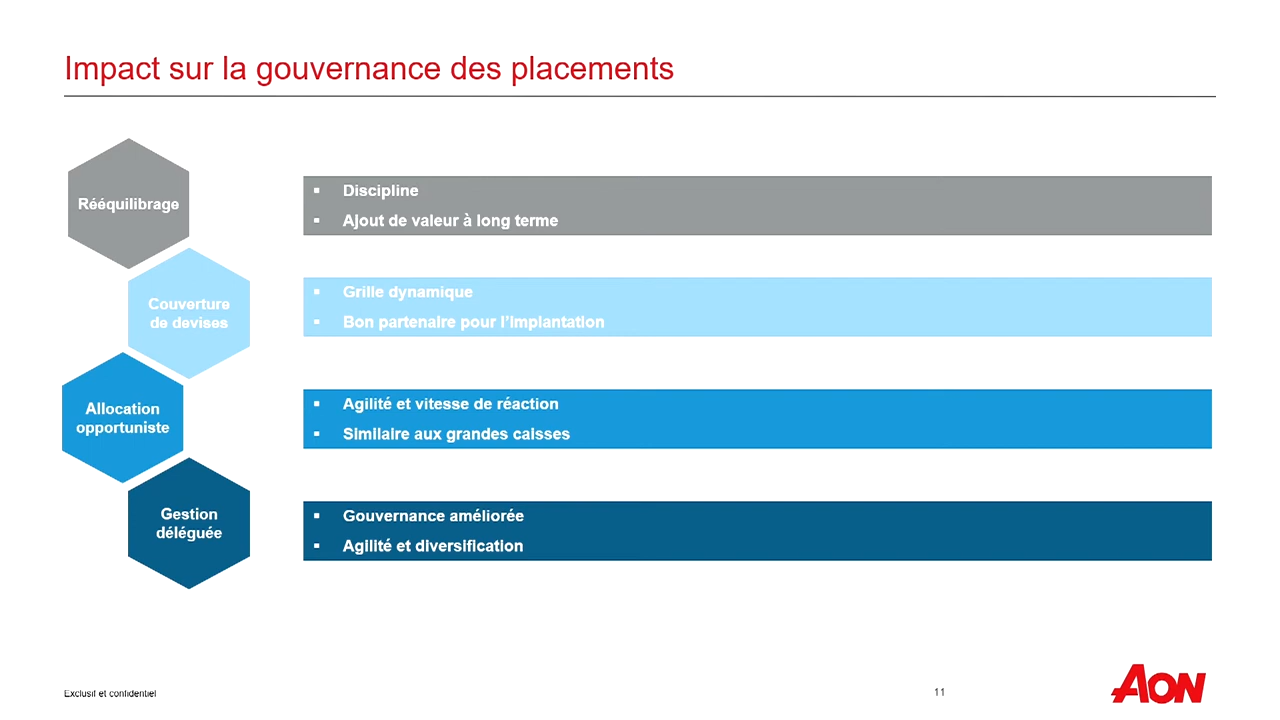 Impact sur la gouvernance des placements
Rééquilibrage
▪ Discipline
▪ Ajout de valeur à long terme
Couverture
de devises
▪ Grille dynamique
▪ Bon partenaire pour l’implantation
Allocation
opportuniste
▪ Agilité et vitesse de réaction
▪ Similaire aux grandes caisses
Gestion
déléguée
▪ Gouvernance améliorée
▪ Agilité et diversification
Exclusif et confidentiel
11
AON